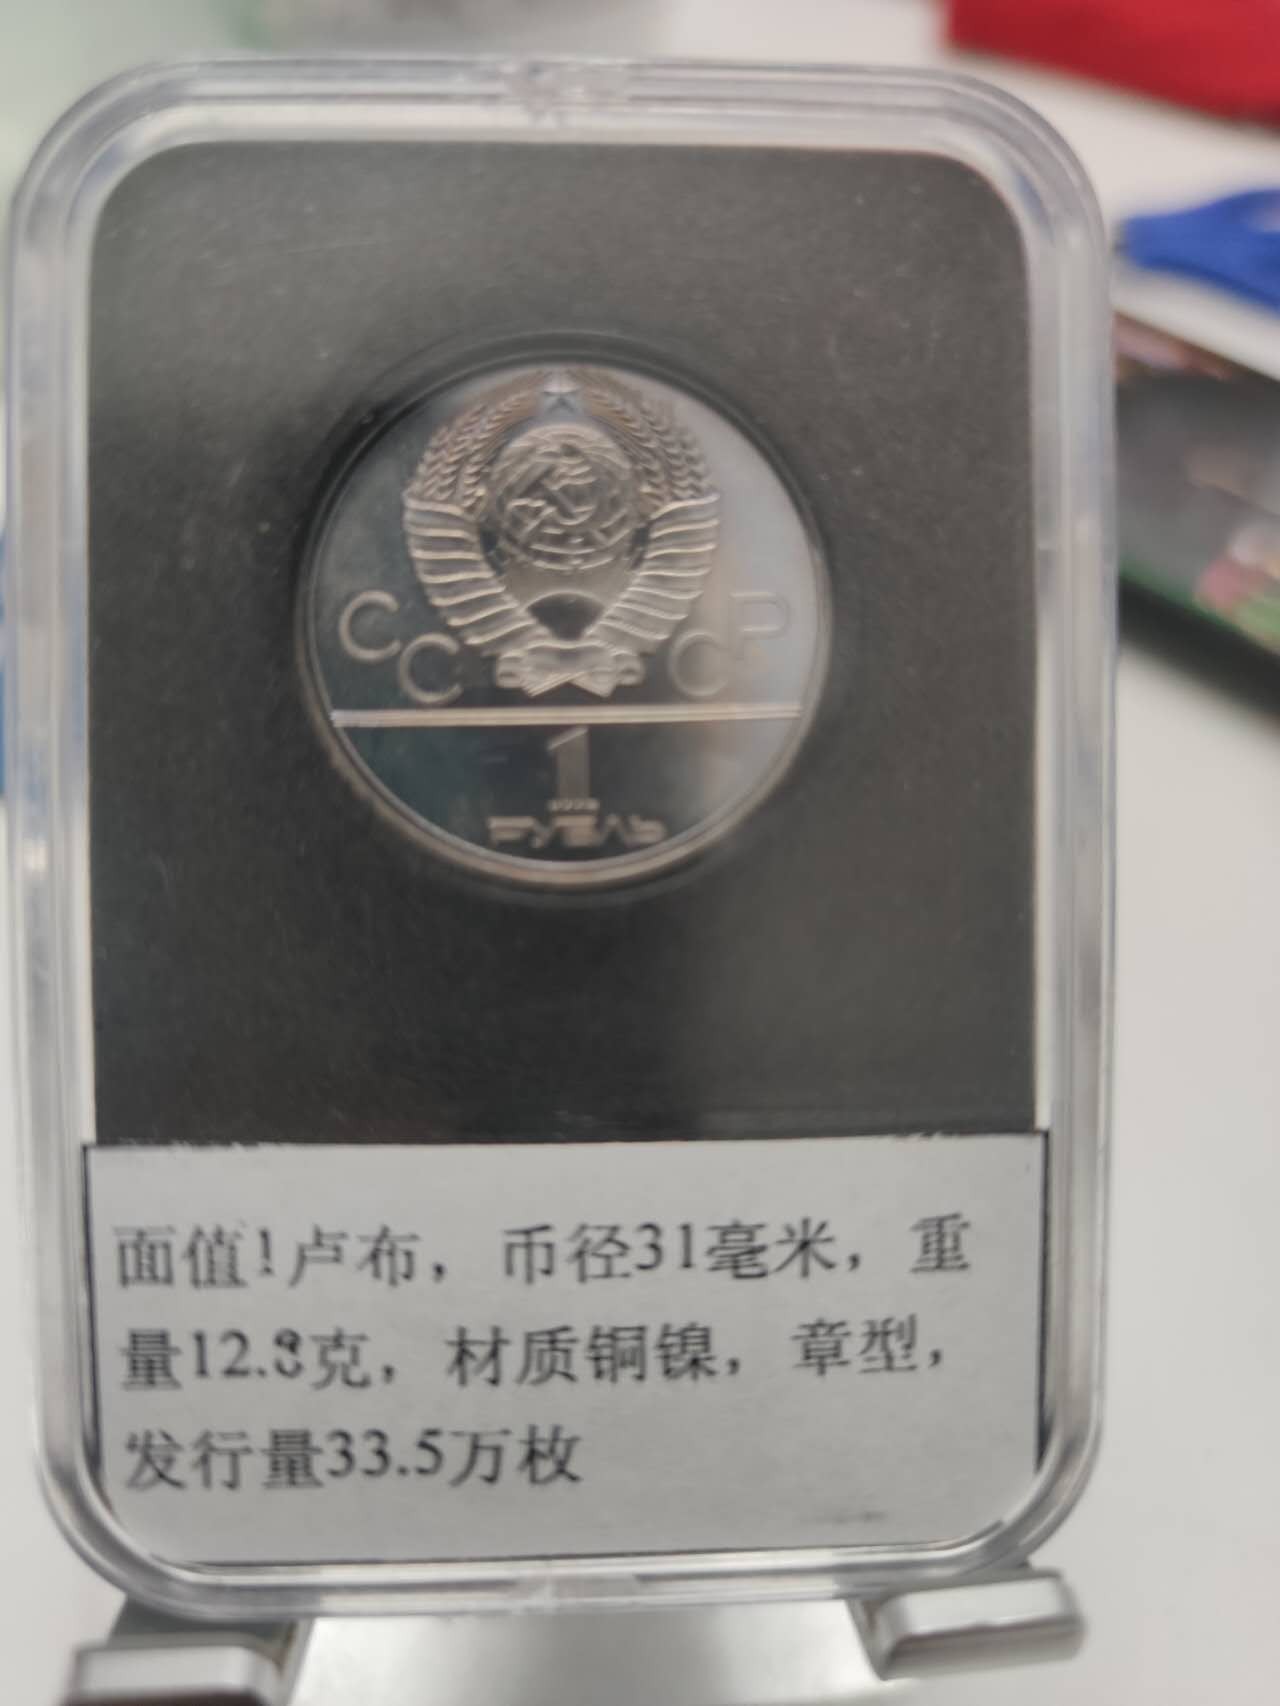 СССР
1
РУБЛЬ
面值1卢布，币径31毫米，重
量12.8克，材质铜镍，章型，
发行量33.5万枚